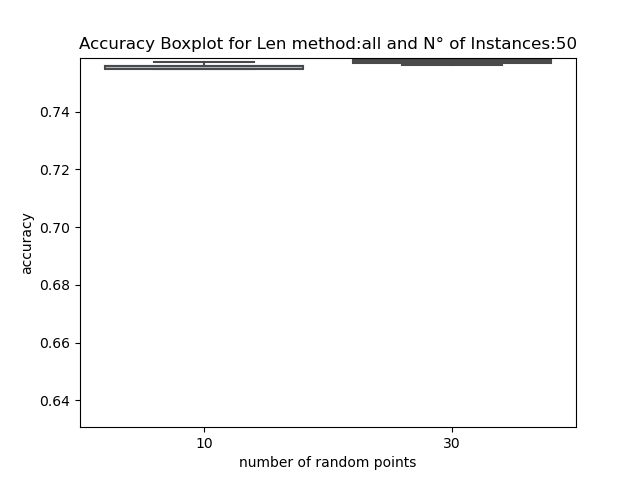 Accuracy Boxplot for Len method:all and N° of Instances:50
0.74
0.72
0.70
0.68
0.66
0.64
accuracy
10
30
number of random points